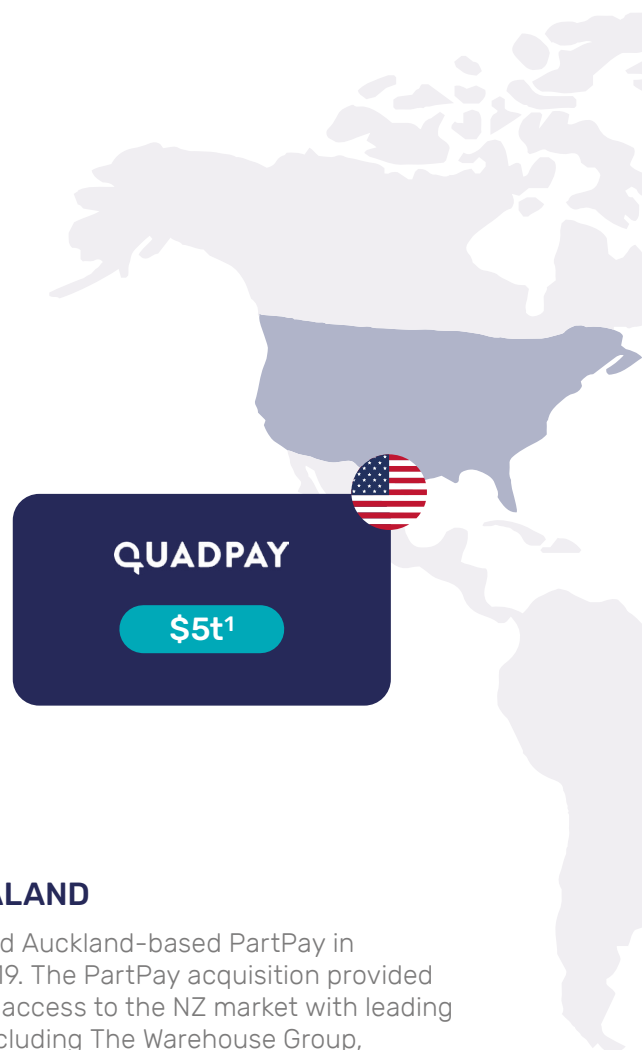 QUADPAY
$5t¹
ALAND
d Auckland-based PartPay in
19. The PartPay acquisition provided
access to the NZ market with leading
cluding The Warehouse Group,